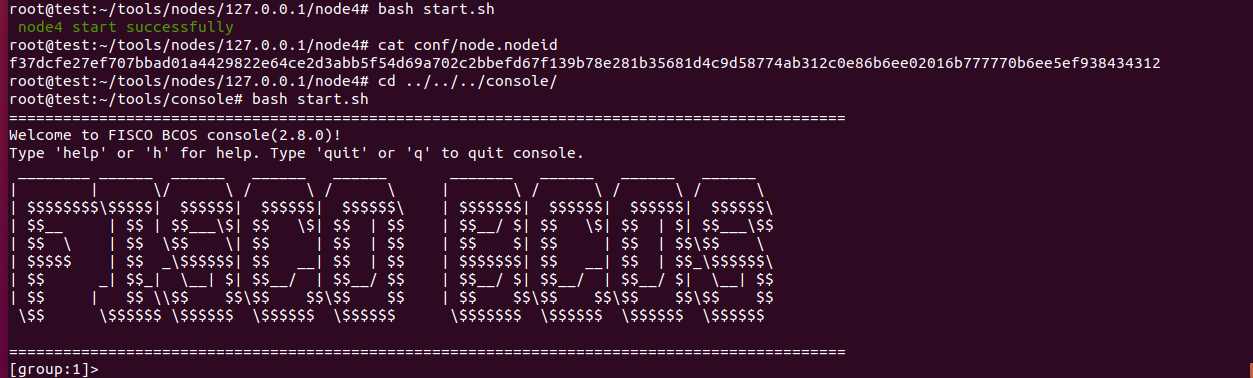 root@test:~/tools/nodes/127.0.0.1/node4# bash start.sh
 node4 start successfully
root@test:~/tools/nodes/127.0.0.1/node4# cat conf/node.nodeid
f37dcfe27ef707bbad01a4429822e64ce2d3abb5f54d69a702c2bbefd67f139b78e281b35681d4c9d58774ab312c0e86b6ee02016b777770b6ee5ef938434312
root@test:~/tools/nodes/127.0.0.1/node4# cd ../../../console/
root@test:~/tools/console# bash start.sh
=============================================================================================
Welcome to FISCO BCOS console(2.8.0)!
Type 'help' or 'h' for help. Type 'quit' or 'q' to quit console.
 ________ ______  ______   ______   ______       _______   ______   ______   ______
|        |      \/      \ /      \ /      \     |       \ /      \ /      \ /      \
| $$$$$$$$\$$$$$|  $$$$$$|  $$$$$$|  $$$$$$\    | $$$$$$$|  $$$$$$|  $$$$$$|  $$$$$$\
| $$__     | $$ | $$___\$| $$   \$| $$  | $$    | $$__/ $| $$   \$| $$  | $| $$___\$$
| $$  \    | $$  \$$    \| $$     | $$  | $$    | $$    $| $$     | $$  | $$\$$    \
| $$$$$    | $$  _\$$$$$$| $$   __| $$  | $$    | $$$$$$$| $$   __| $$  | $$_\$$$$$$\
| $$      _| $$_|  \__| $| $$__/  | $$__/ $$    | $$__/ $| $$__/  | $$__/ $|  \__| $$
| $$     |   $$ \\$$    $$\$$    $$\$$    $$    | $$    $$\$$    $$\$$    $$\$$    $$
 \$$      \$$$$$$ \$$$$$$  \$$$$$$  \$$$$$$      \$$$$$$$  \$$$$$$  \$$$$$$  \$$$$$$
=============================================================================================
[group:1]>